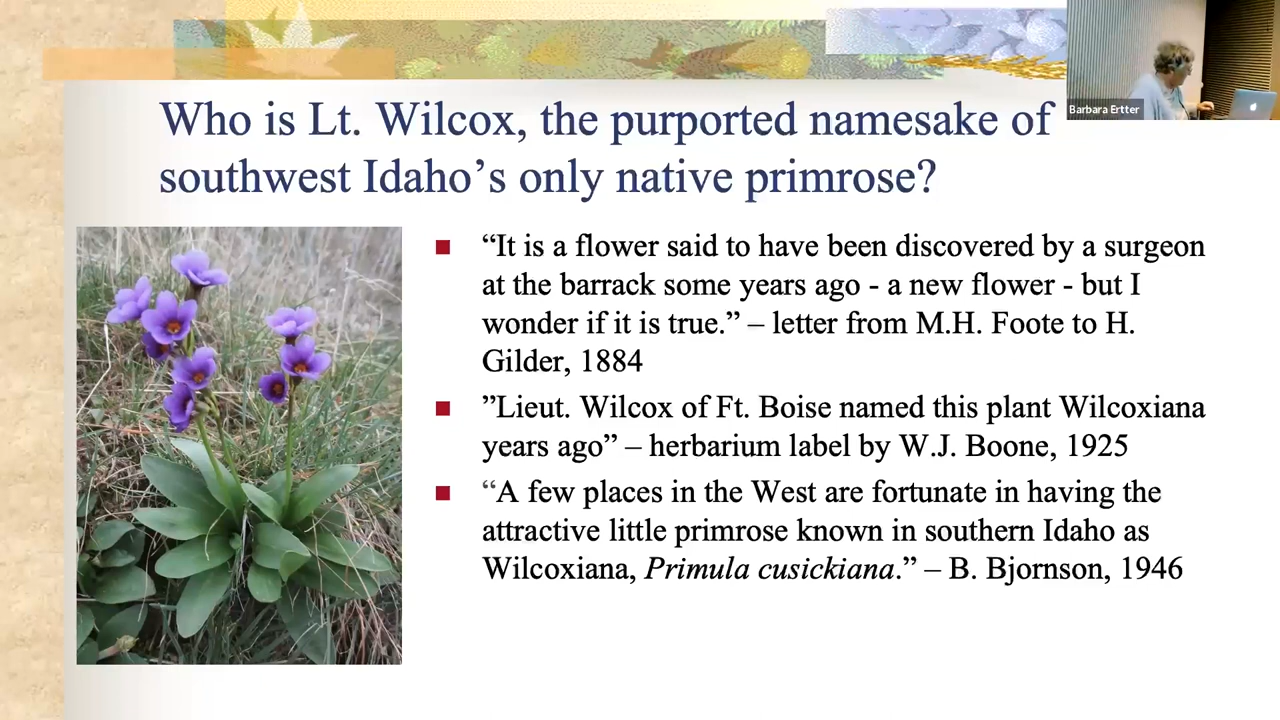 Barbara Ertter
Who is Lt. Wilcox, the purported namesake of
southwest Idaho’s only native primrose?
“It is a flower said to have been discovered by a surgeon
at the barrack some years ago - a new flower - but I
wonder if it is true.” – letter from M.H. Foote to H.
Gilder, 1884
”Lieut. Wilcox of Ft. Boise named this plant Wilcoxiana
years ago” – herbarium label by W.J. Boone, 1925
“A few places in the West are fortunate in having the
attractive little primrose known in southern Idaho as
Wilcoxiana, Primula cusickiana.” – B. Bjornson, 1946